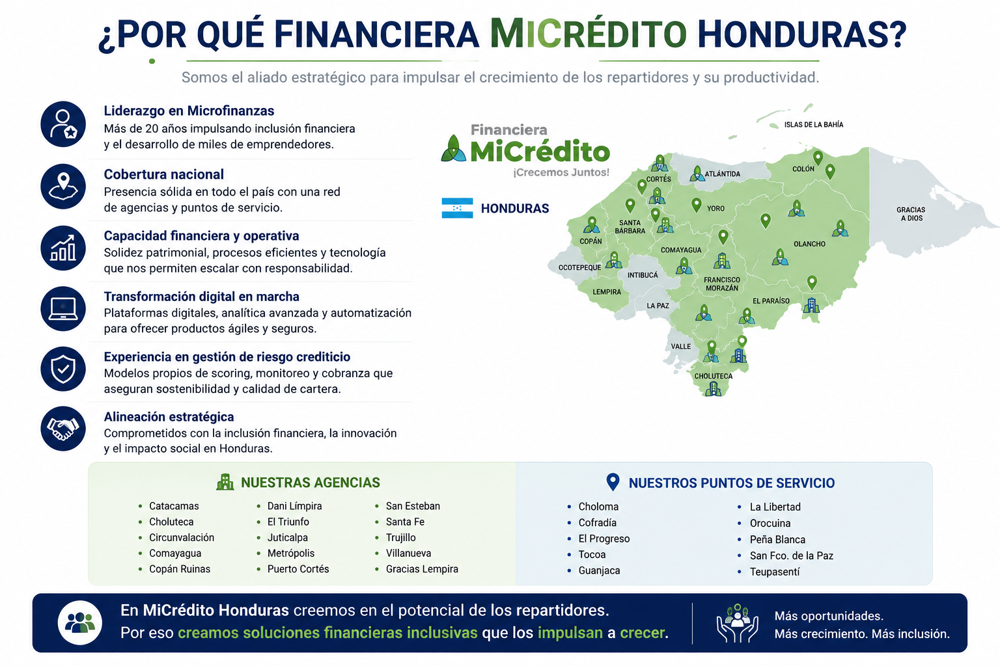 ¿POR QUÉ FINANCIERA MICRÉDITO HONDURAS?
Somos el aliado estratégico para impulsar el crecimiento de los repartidores y su productividad.
Liderazgo en Microfinanzas
Más de 20 años impulsando inclusión financiera
y el desarrollo de miles de emprendedores.
Cobertura nacional
Presencia sólida en todo el país con una red
de agencias y puntos de servicio.
Capacidad financiera y operativa
Solidez patrimonial, procesos eficientes y tecnología
que nos permiten escalar con responsabilidad.
Transformación digital en marcha
Plataformas digitales, analítica avanzada y automatización
para ofrecer productos ágiles y seguros.
Experiencia en gestión de riesgo crediticio
Modelos propios de scoring, monitoreo y cobranza que
aseguran sostenibilidad y calidad de cartera.
Alineación estratégica
Comprometidos con la inclusión financiera, la innovación
y el impacto social en Honduras.
Financiera
MiCrédito
¡Crecemos Juntos!
HONDURAS
ISLAS DE LA BAHÍA
CORTÉS
ATLÁNTIDA
COLÓN
YORO
GRACIAS
A DIOS
SANTA
BÁRBARA
COPÁN
COMAYAGUA
OLANCHO
OCOTEPEQUE
INTIBUCÁ
FRANCISCO
MORAZÁN
LEMPIRA
LA PAZ
EL PARAÍSO
VALLE
CHOLUTECA
NUESTRAS AGENCIAS
• Catacamas
• Choluteca
• Circunvalación
• Comayagua
• Copán Ruinas
• Dani Límpira
• El Triunfo
• Juticalpa
• Metrópolis
• Puerto Cortés
• San Esteban
• Santa Fe
• Trujillo
• Villanueva
• Gracias Lempira
NUESTROS PUNTOS DE SERVICIO
• Choloma
• Cofradía
• El Progreso
• Tocoa
• Guanjaca
• La Libertad
• Orocuina
• Peña Blanca
• San Fco. de la Paz
• Teupasentí
En MiCrédito Honduras creemos en el potencial de los repartidores.
Por eso creamos soluciones financieras inclusivas que los impulsan a crecer.
Más oportunidades.
Más crecimiento. Más inclusión.